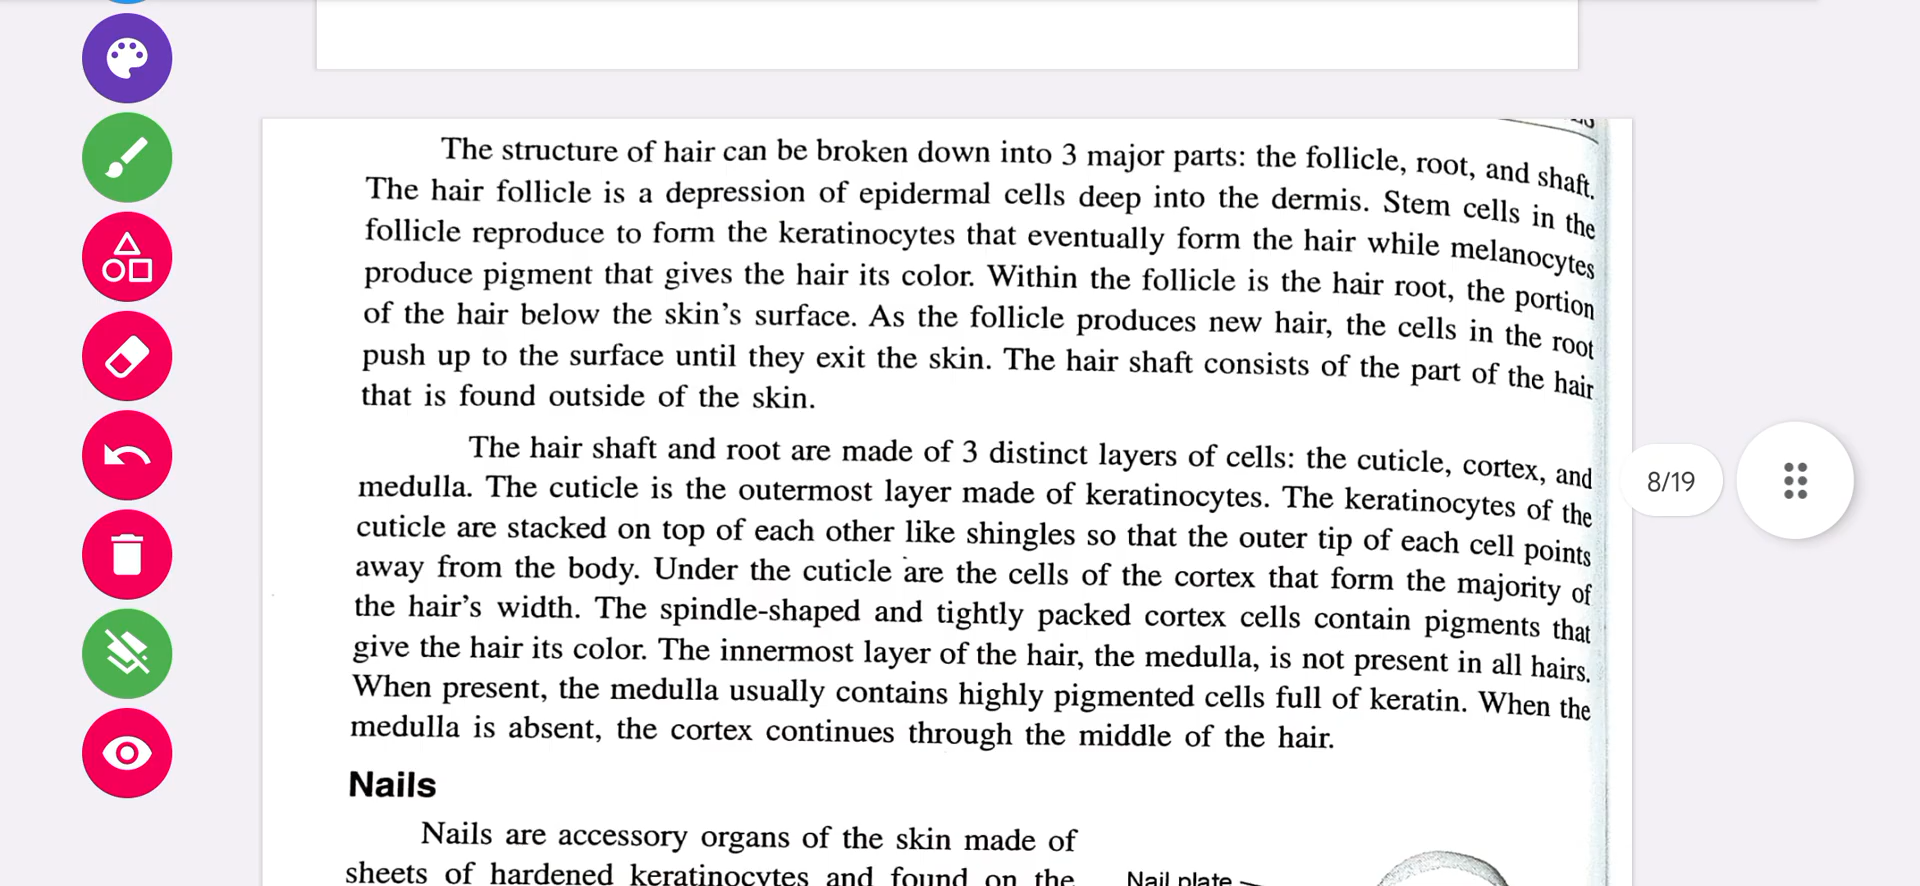 The structure of hair can be broken down into 3 major parts: the follicle, root, and shaft.
The hair follicle is a depression of epidermal cells deep into the dermis. Stem cells in the
follicle reproduce to form the keratinocytes that eventually form the hair while melanocytes
produce pigment that gives the hair its color. Within the follicle is the hair root, the portion
of the hair below the skin's surface. As the follicle produces new hair, the cells in the root
push up to the surface until they exit the skin. The hair shaft consists of the part of the hair
that is found outside of the skin.
The hair shaft and root are made of 3 distinct layers of cells: the cuticle, cortex, and
medulla. The cuticle is the outermost layer made of keratinocytes. The keratinocytes of the
cuticle are stacked on top of each other like shingles so that the outer tip of each cell points
away from the body. Under the cuticle are the cells of the cortex that form the majority of
the hair's width. The spindle-shaped and tightly packed cortex cells contain pigments that
give the hair its color. The innermost layer of the hair, the medulla, is not present in all hairs.
When present, the medulla usually contains highly pigmented cells full of keratin. When the
medulla is absent, the cortex continues through the middle of the hair.
8/19
Nails
Nails are accessory organs of the skin made of
sheets of hardened keratinocytes and found on the
Nail plate